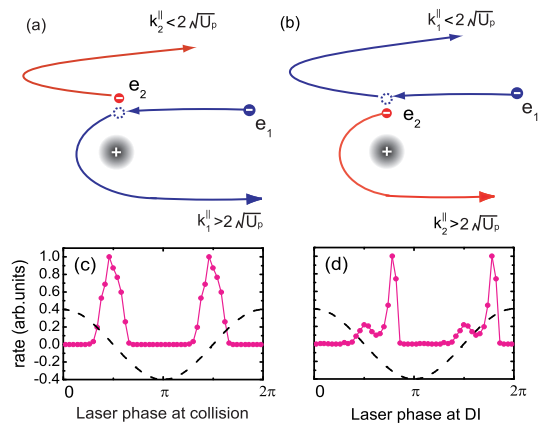 (a)
k₂^∥<2√Uₚ
(b)
k₁^∥<2√Uₚ
e₂
e₁
+
k₁^∥>2√Uₚ
e₂
e₁
+
k₂^∥>2√Uₚ
rate (arb.units)
1.0
0.8
0.6
0.4
0.2
0.0
-0.2
-0.4
(c)
0
π
2π
Laser phase at collision
(d)
0
π
2π
Laser phase at DI